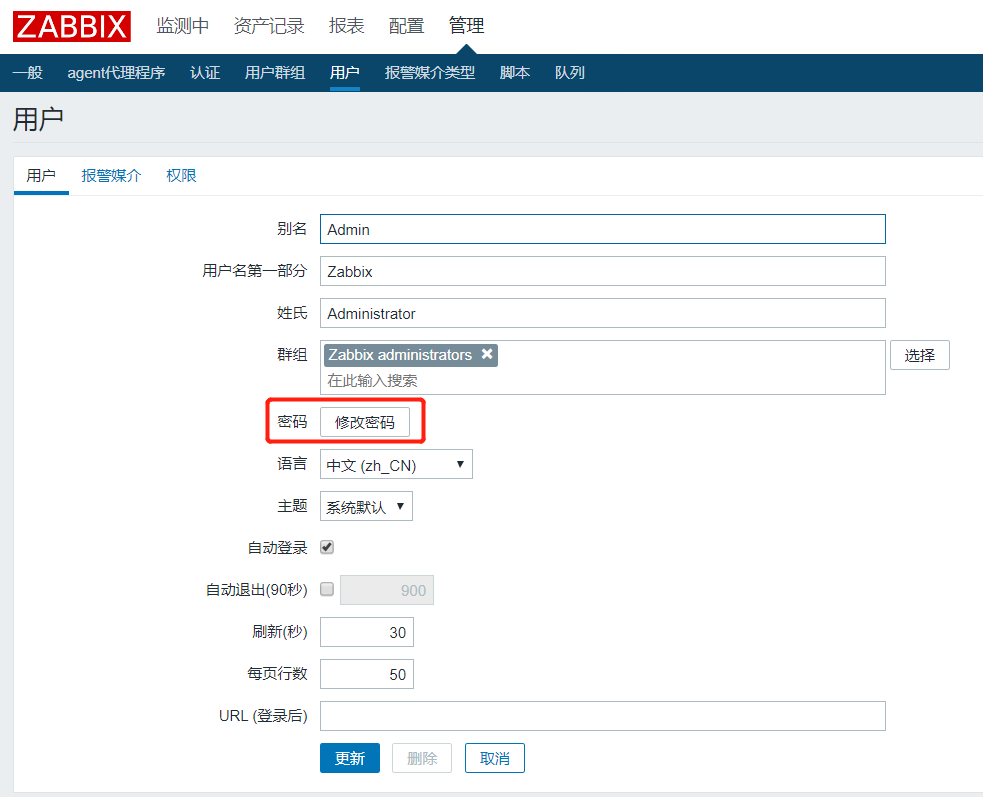 ZABBIX 监测中 资产记录 报表 配置 管理
一般 agent代理程序 认证 用户群组 用户 报警媒介类型 脚本 队列
用户
用户 报警媒介 权限
别名 Admin
用户名第一部分 Zabbix
姓氏 Administrator
群组 Zabbix administrators ✖ 选择
在此输入搜索
密码 修改密码
语言 中文 (zh_CN) ▼
主题 系统默认 ▼
自动登录
自动退出(90秒) 900
刷新(秒) 30
每页行数 50
URL (登录后)
更新 删除 取消